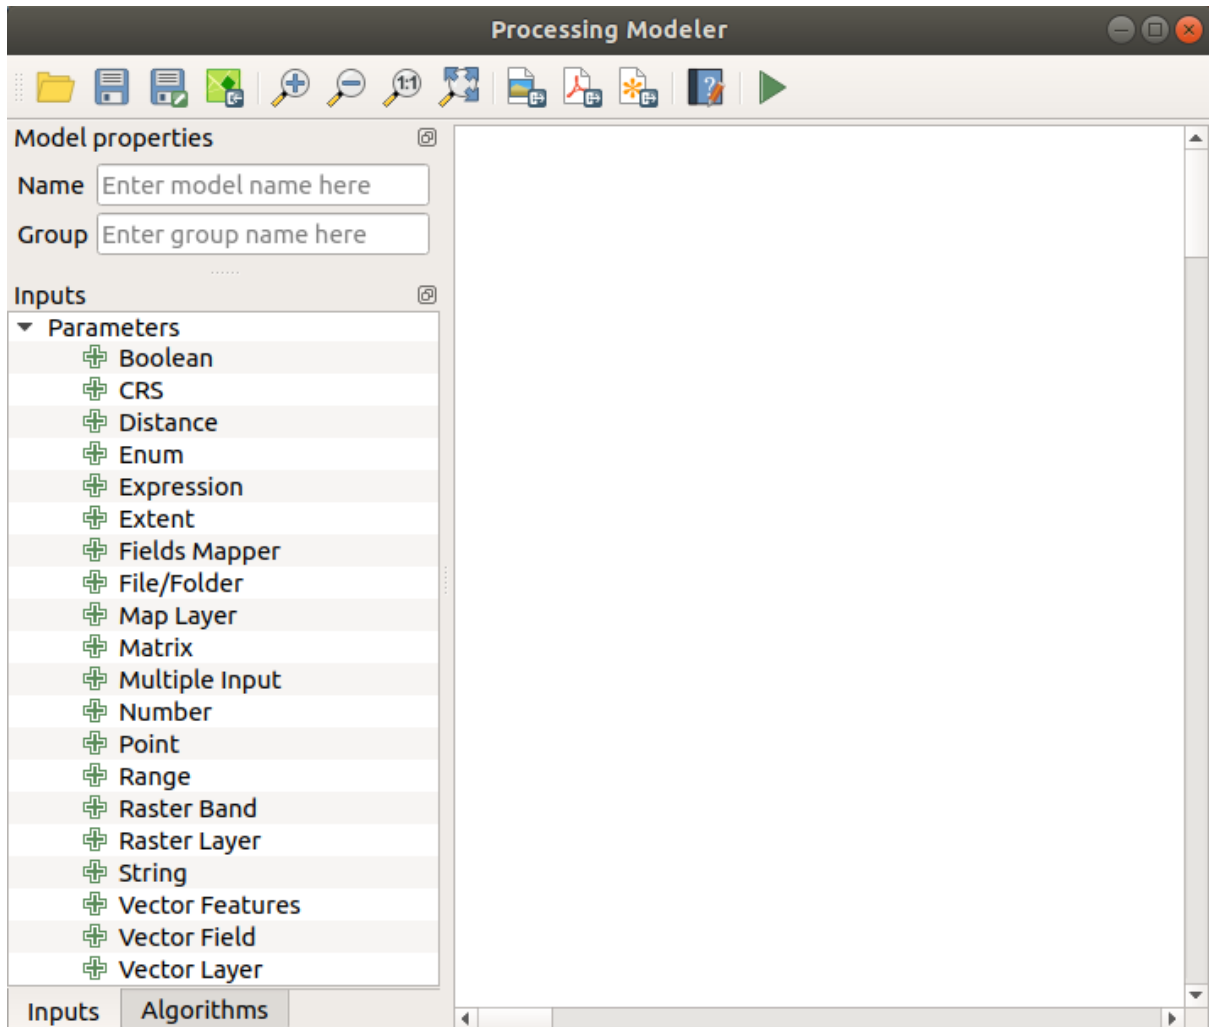 Processing Modeler
1:1
?
Model properties
Name Enter model name here
Group Enter group name here
Inputs
Parameters
Boolean
CRS
Distance
Enum
Expression
Extent
Fields Mapper
File/Folder
Map Layer
Matrix
Multiple Input
Number
Point
Range
Raster Band
Raster Layer
String
Vector Features
Vector Field
Vector Layer
Inputs Algorithms